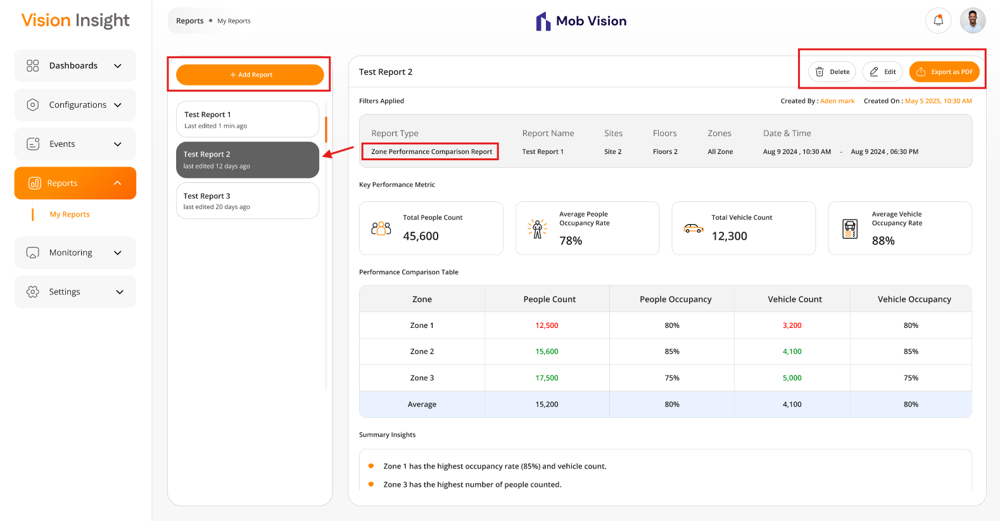 Vision Insight
Reports • My Reports
Mob Vision
Dashboards
Configurations
Events
Reports
My Reports
Monitoring
Settings
+ Add Report
Test Report 1
Last edited 1 min ago
Test Report 2
last edited 12 days ago
Test Report 3
last edited 20 days ago
Test Report 2
Delete
Edit
Export as PDF
Filters Applied
Created By : Aden mark Created On : May 5 2025, 10:30 AM
Report Type Report Name Sites Floors Zones Date & Time
Zone Performance Comparison Report Test Report 1 Site 2 Floors 2 All Zone Aug 9 2024 , 10:30 AM - Aug 9 2024 , 06:30 PM
Key Performance Metric
Total People Count
45,600
Average People
Occupancy Rate
78%
Total Vehicle Count
12,300
Average Vehicle
Occupancy Rate
88%
Performance Comparison Table
Zone People Count People Occupancy Vehicle Count Vehicle Occupancy
Zone 1 12,500 80% 3,200 80%
Zone 2 15,600 85% 4,100 85%
Zone 3 17,500 75% 5,000 75%
Average 15,200 80% 4,100 80%
Summary Insights
Zone 1 has the highest occupancy rate (85%) and vehicle count.
Zone 3 has the highest number of people counted.